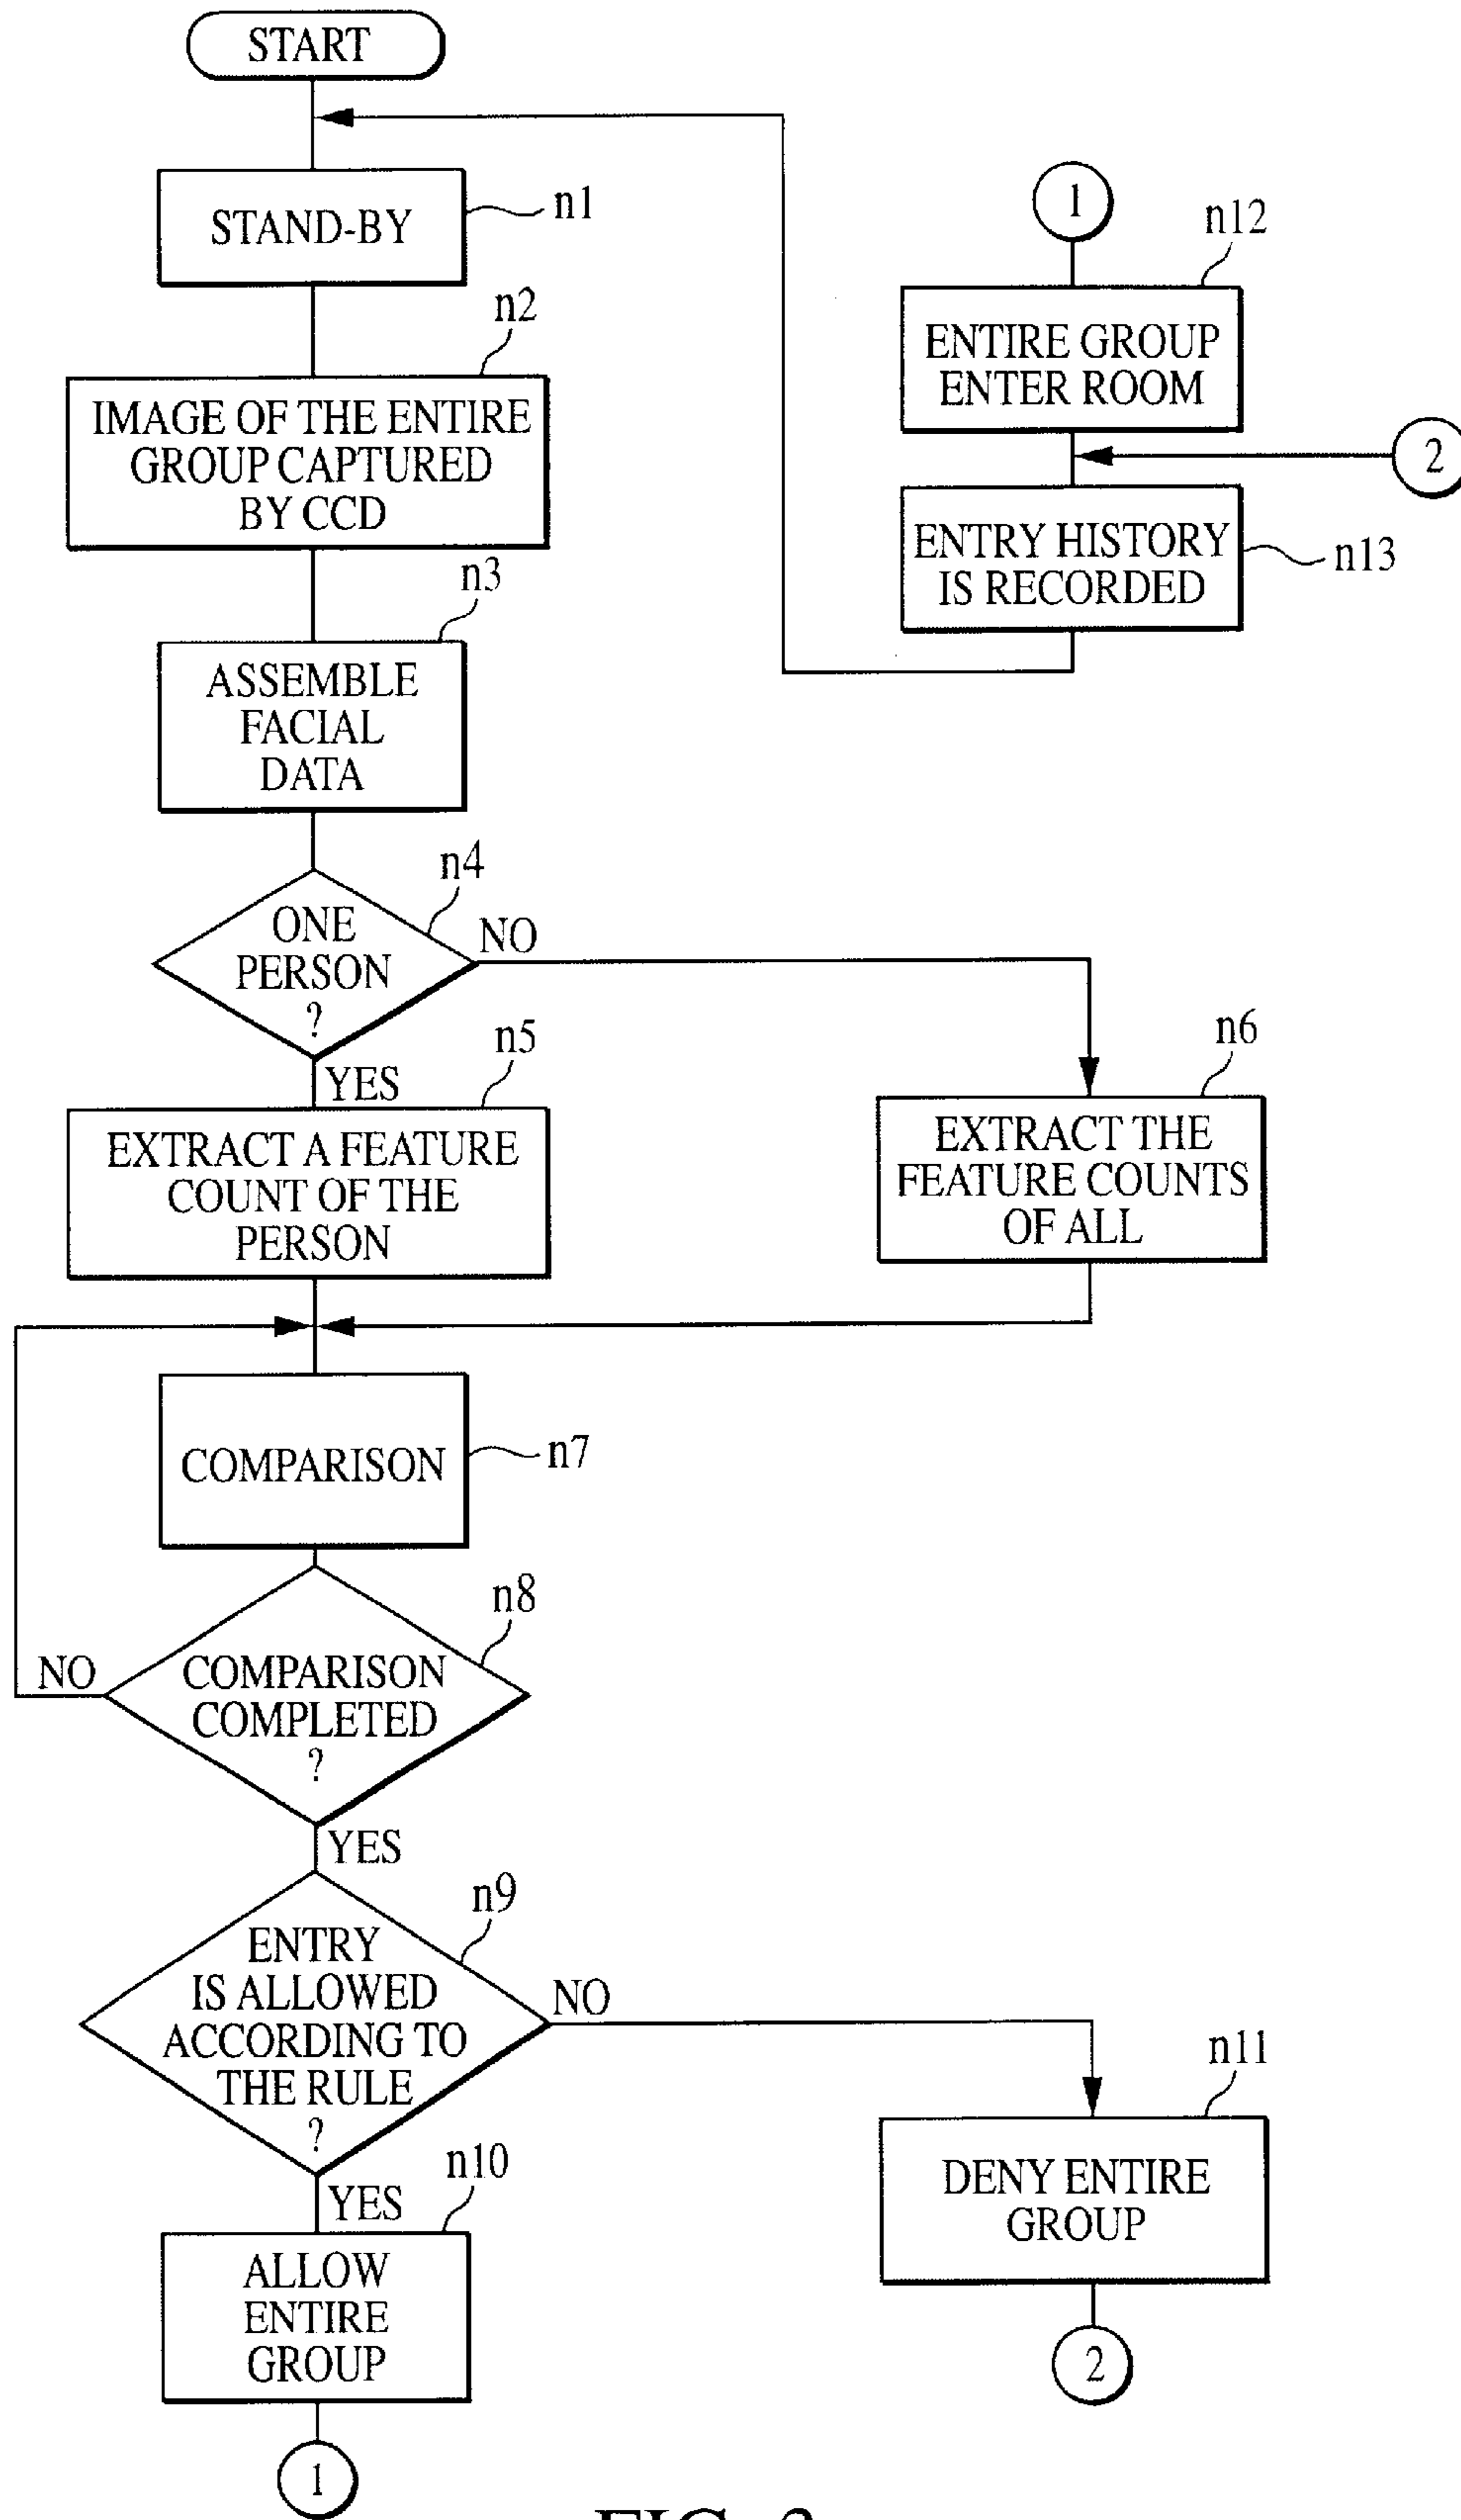 START
STAND-BY
n1
n2
IMAGE OF THE ENTIRE
GROUP CAPTURED
BY CCD
n3
ASSEMBLE
FACIAL
DATA
n4
ONE
PERSON
?
NO
YES
n5
EXTRACT A FEATURE
COUNT OF THE
PERSON
n6
EXTRACT THE
FEATURE COUNTS
OF ALL
COMPARISON
n7
n8
COMPARISON
COMPLETED
?
NO
YES
n9
ENTRY
IS ALLOWED
ACCORDING TO
THE RULE
?
NO
YES
n10
ALLOW
ENTIRE
GROUP
1
n11
DENY ENTIRE
GROUP
2
1
n12
ENTIRE GROUP
ENTER ROOM
2
ENTRY HISTORY
IS RECORDED
n13